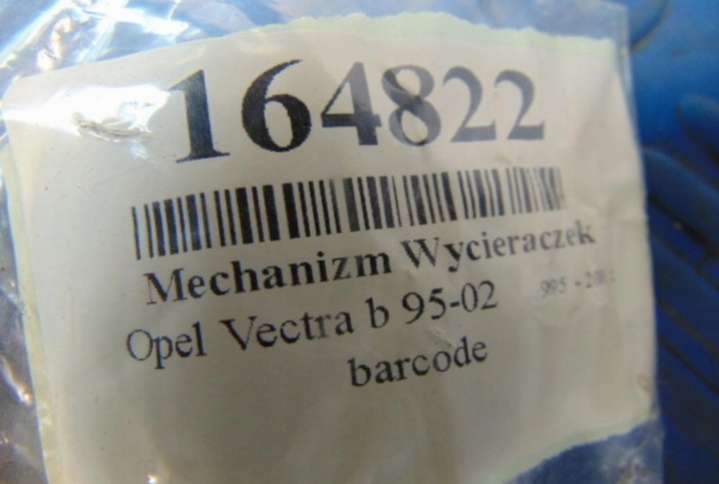 164822
Mechanizm Wycieraczek
Opel Vectra b 95-02
barcode